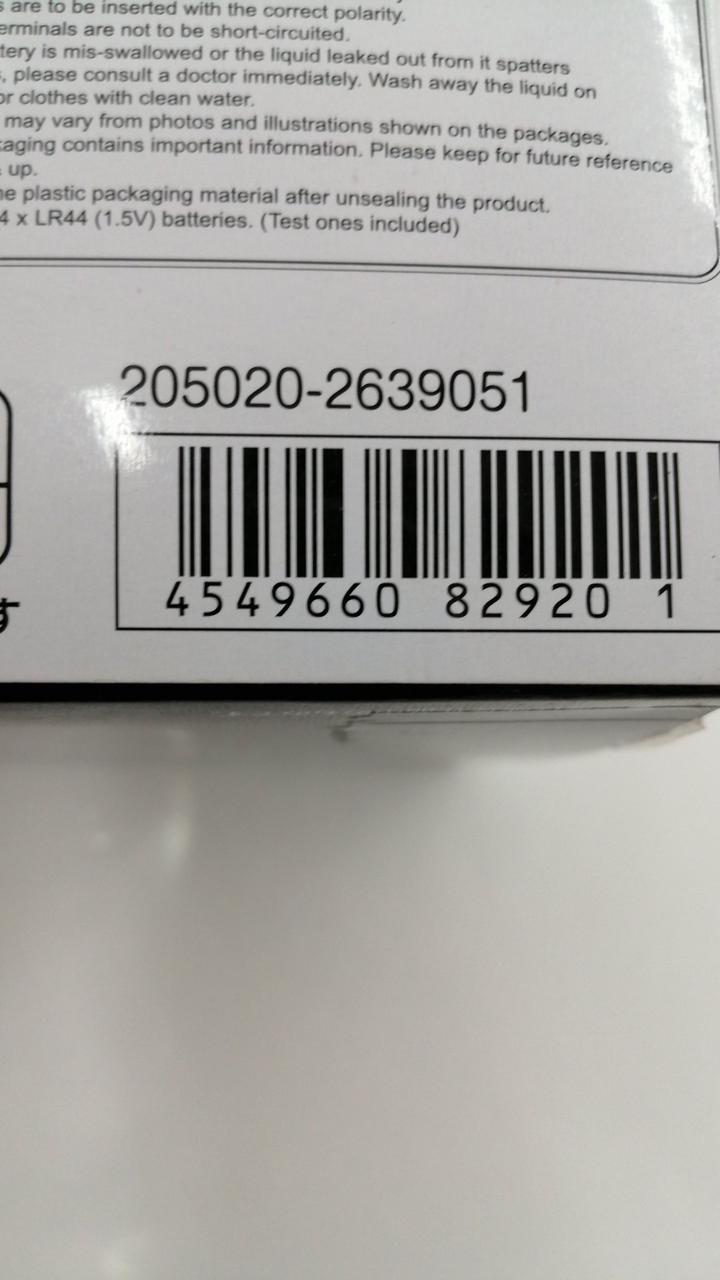 are to be inserted with the correct polarity.
erminals are not to be short-circuited.
tery is mis-swallowed or the liquid leaked out from it spatters
, please consult a doctor immediately. Wash away the liquid on
or clothes with clean water.
may vary from photos and illustrations shown on the packages.
kaging contains important information. Please keep for future reference
up.
he plastic packaging material after unsealing the product.
4 x LR44 (1.5V) batteries. (Test ones included)
205020-2639051
4549660 82920 1
す